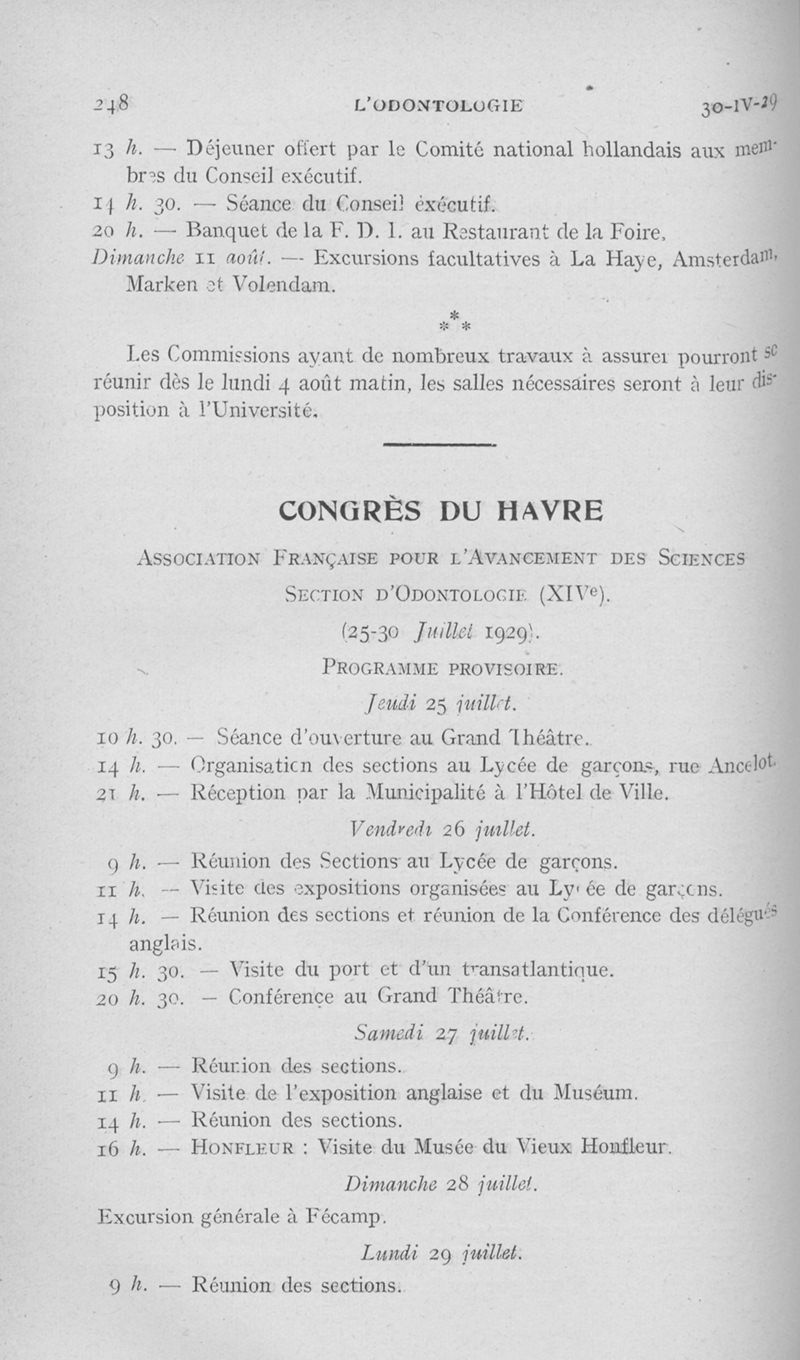 248 L'ODONTOLOGIE 30-IV-29
13 h. — Déjeuner offert par le Comité national hollandais aux mem-
bres du Conseil exécutif.
14 h. 30. — Séance du Conseil exécutif.
20 h. — Banquet de la F. D. I. au Restaurant de la Foire,
Dimanche 11 août. — Excursions facultatives à La Haye, Amsterdam,
Marken et Volendam.
*
* *
Les Commissions ayant de nombreux travaux à assurer pourront se
réunir dès le lundi 4 août matin, les salles nécessaires seront à leur dis-
position à l'Université.
CONGRÈS DU HAVRE
ASSOCIATION FRANÇAISE POUR L'AVANCEMENT DES SCIENCES
SECTION D'ODONTOLOGIE (XIVe).
(25-30 Juillet 1929).
PROGRAMME PROVISOIRE.
Jeudi 25 juillet.
10 h. 30. — Séance d'ouverture au Grand Théâtre.
14 h. — Organisation des sections au Lycée de garçons, rue Ancelot.
21 h. — Réception par la Municipalité à l'Hôtel de Ville.
Vendredi 26 juillet.
9 h. — Réunion des Sections au Lycée de garçons.
11 h. — Visite des expositions organisées au Lycée de garçons.
14 h. — Réunion des sections et réunion de la Conférence des délégués
anglais.
15 h. 30. — Visite du port et d'un transatlantique.
20 h. 30. — Conférence au Grand Théâtre.
Samedi 27 juillet.
9 h. — Réunion des sections.
11 h. — Visite de l'exposition anglaise et du Muséum.
14 h. — Réunion des sections.
16 h. — HONFLEUR : Visite du Musée du Vieux Honfleur.
Dimanche 28 juillet.
Excursion générale à Fécamp.
Lundi 29 juillet.
9 h. — Réunion des sections.